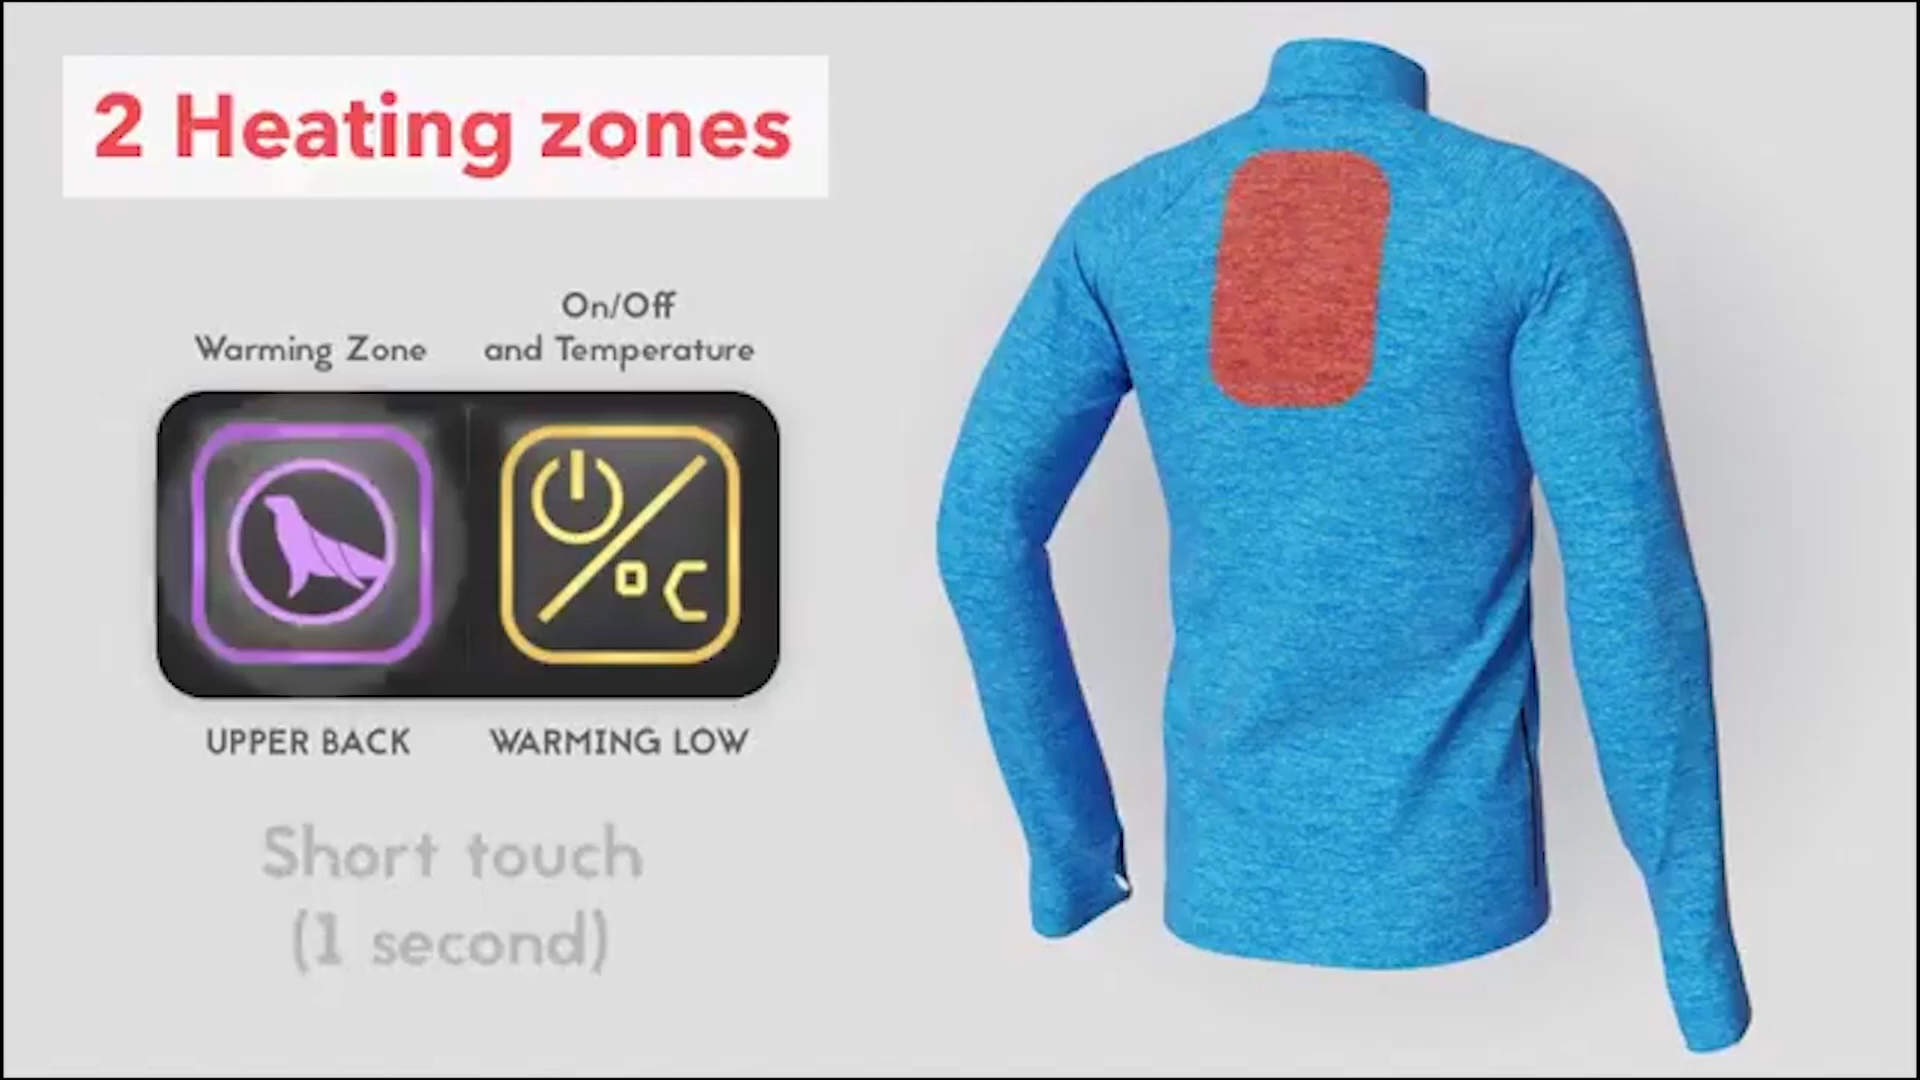 2 Heating zones
Warming Zone
On/Off
and Temperature
°C
UPPER BACK
WARMING LOW
Short touch
(1 second)